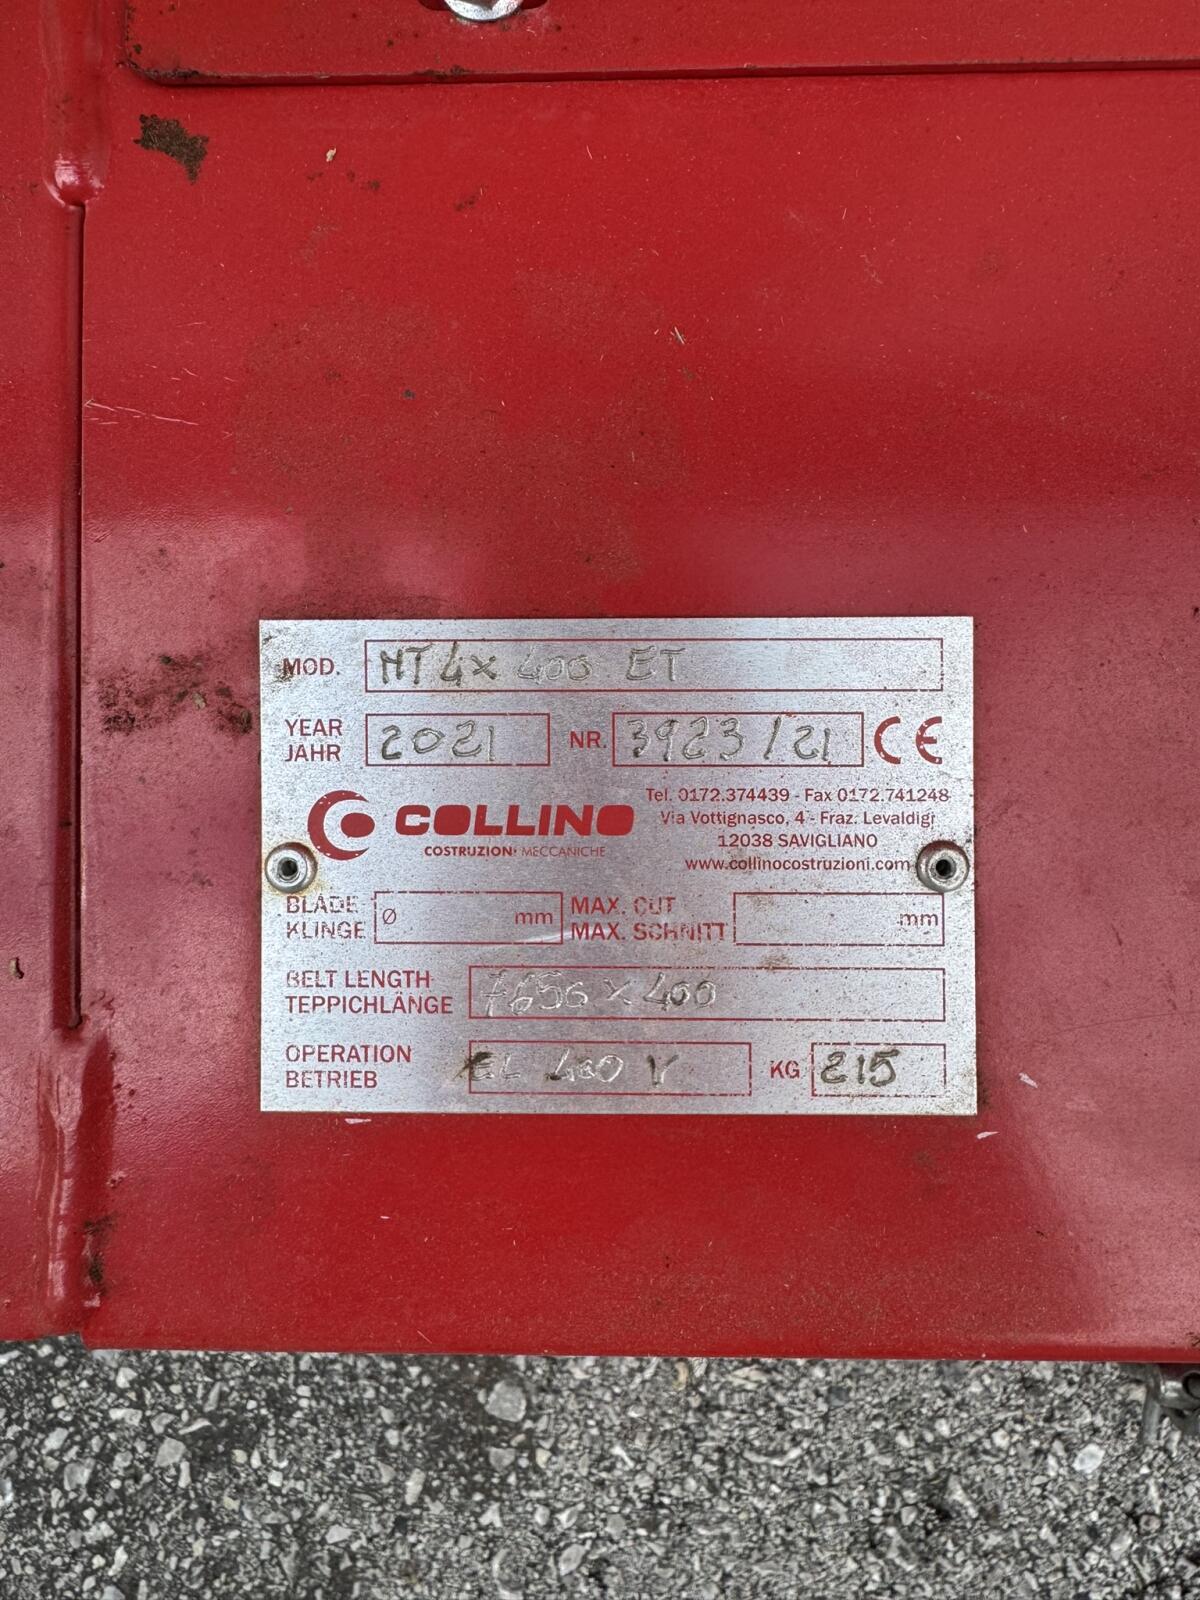 MOD. NT 4x 400 ET
YEAR
JAHR
2021
NR. 3923/21 CE
COLLINO
COSTRUZIONI MECCANICHE
Tel. 0172.374439 - Fax 0172.741248
Via Vottignasco, 4 - Fraz. Levaldigi
12038 SAVIGLIANO
www.collinocostruzioni.com
BLADE
KLINGE
Ø mm
MAX. CUT
MAX. SCHNITT
mm
BELT LENGTH
TEPPICHLÄNGE
7650 x 400
OPERATION
BETRIEB
EL 400 V
KG 215